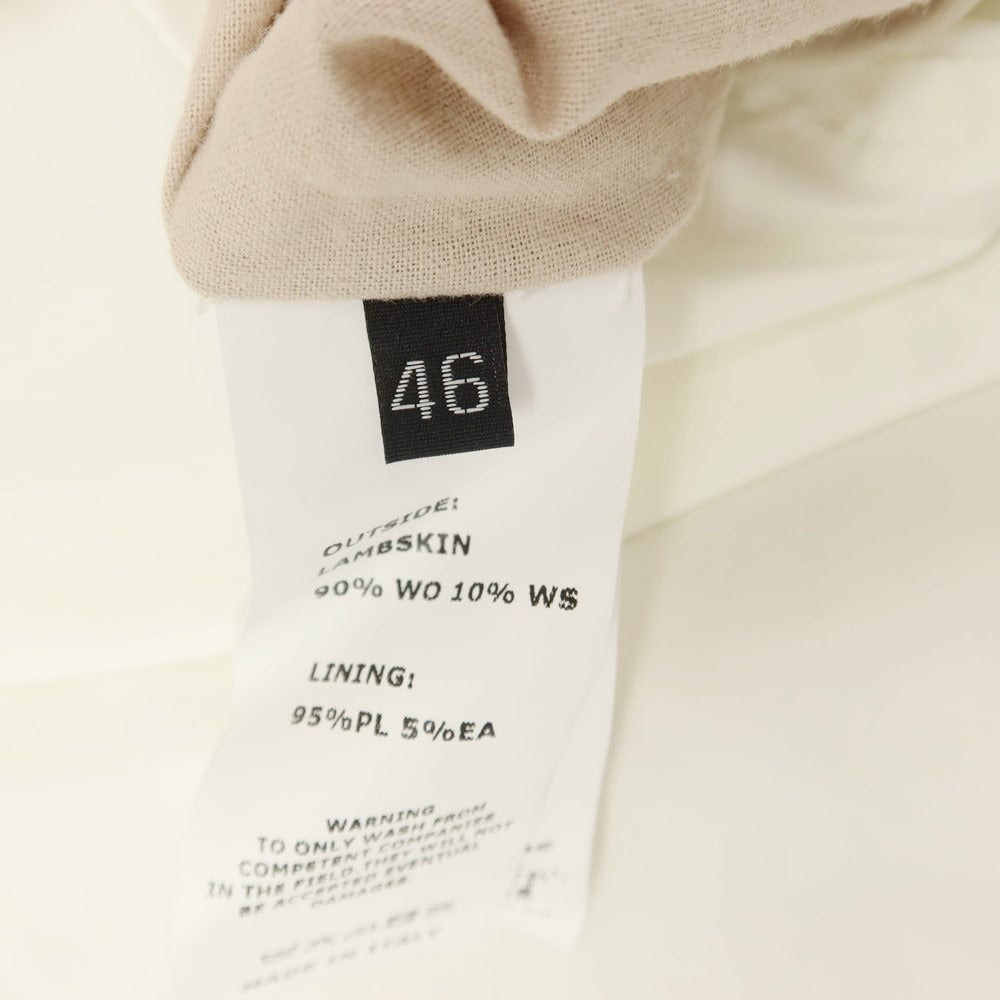 46
OUTSIDE:
LAMBSKIN
90% WO 10% WS
LINING:
95%PL 5%EA
WARNING
TO ONLY WASH FROM
COMPETENT COMPANIES
IN THE FIELD.THEY WILL NOT
BE ACCEPTED EVENTUAL
DAMAGES.
MADE IN ITALY